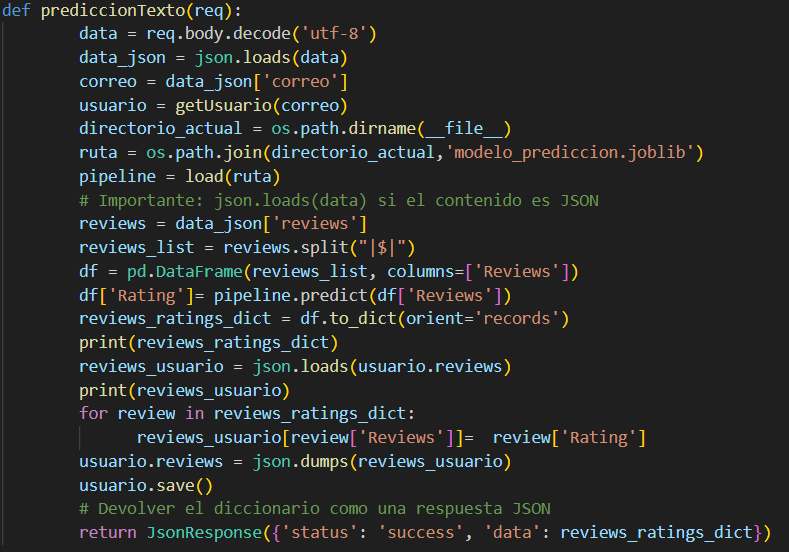 def prediccionTexto(req):
        data = req.body.decode('utf-8')
        data_json = json.loads(data)
        correo = data_json['correo']
        usuario = getUsuario(correo)
        directorio_actual = os.path.dirname(__file__)
        ruta = os.path.join(directorio_actual,'modelo_prediccion.joblib')
        pipeline = load(ruta)
        # Importante: json.loads(data) si el contenido es JSON
        reviews = data_json['reviews']
        reviews_list = reviews.split("|$|")
        df = pd.DataFrame(reviews_list, columns=['Reviews'])
        df['Rating']= pipeline.predict(df['Reviews'])
        reviews_ratings_dict = df.to_dict(orient='records')
        print(reviews_ratings_dict)
        reviews_usuario = json.loads(usuario.reviews)
        print(reviews_usuario)
        for review in reviews_ratings_dict:
              reviews_usuario[review['Reviews']]=  review['Rating']
        usuario.reviews = json.dumps(reviews_usuario)
        usuario.save()
        # Devolver el diccionario como una respuesta JSON
        return JsonResponse({'status': 'success', 'data': reviews_ratings_dict})